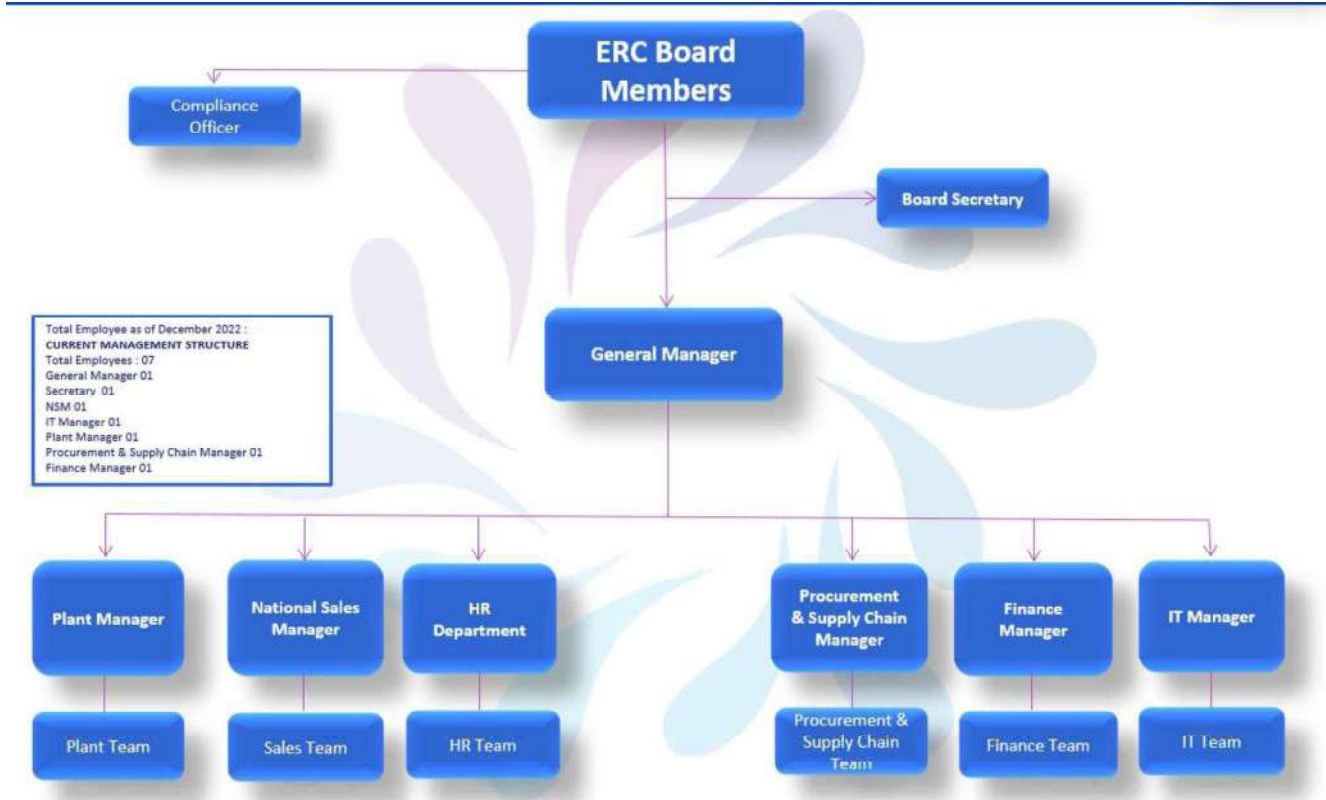 ERC Board
Members
Compliance
Officer
Board Secretary
General Manager
Total Employee as of December 2022 :
CURRENT MANAGEMENT STRUCTURE
Total Employees : 07
General Manager 01
Secretary 01
NSM 01
IT Manager 01
Plant Manager 01
Procurement & Supply Chain Manager 01
Finance Manager 01
Plant Manager
National Sales
Manager
HR
Department
Procurement
& Supply Chain
Manager
Finance
Manager
IT Manager
Plant Team
Sales Team
HR Team
Procurement &
Supply Chain
Team
Finance Team
IT Team